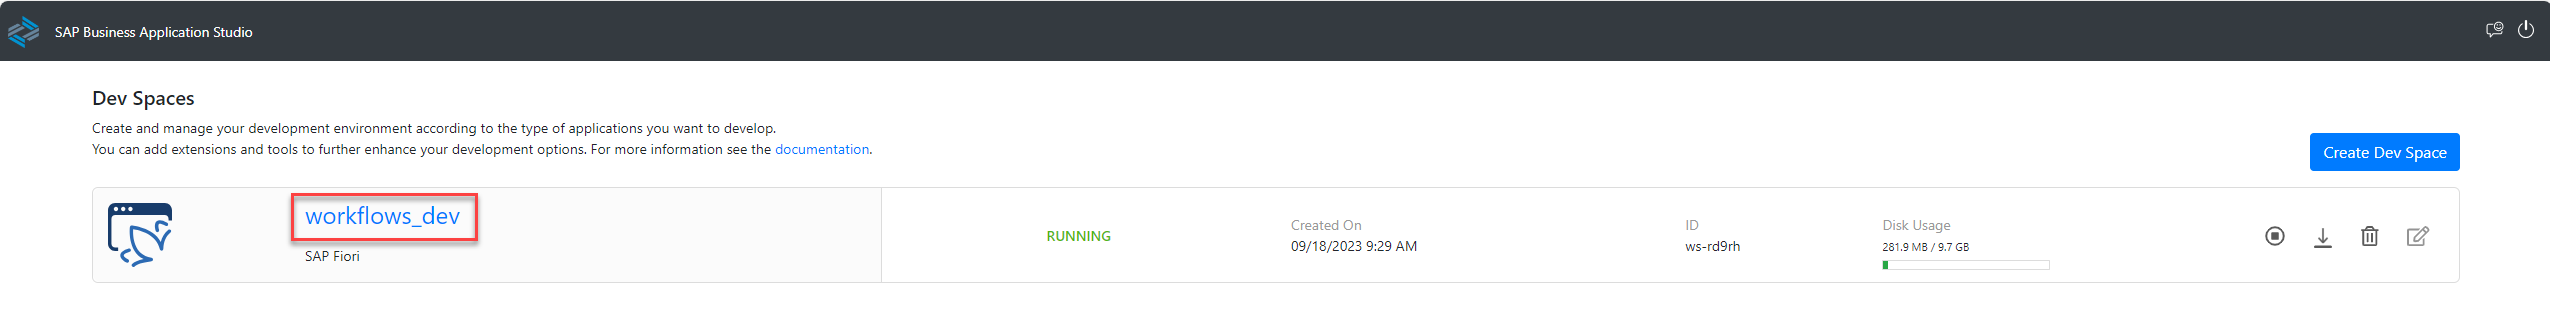 SAP Business Application Studio
Dev Spaces
Create and manage your development environment according to the type of applications you want to develop.
You can add extensions and tools to further enhance your development options. For more information see the documentation.
Create Dev Space
workflows_dev
SAP Fiori
RUNNING
Created On
09/18/2023 9:29 AM
ID
ws-rd9rh
Disk Usage
281.9 MB / 9.7 GB